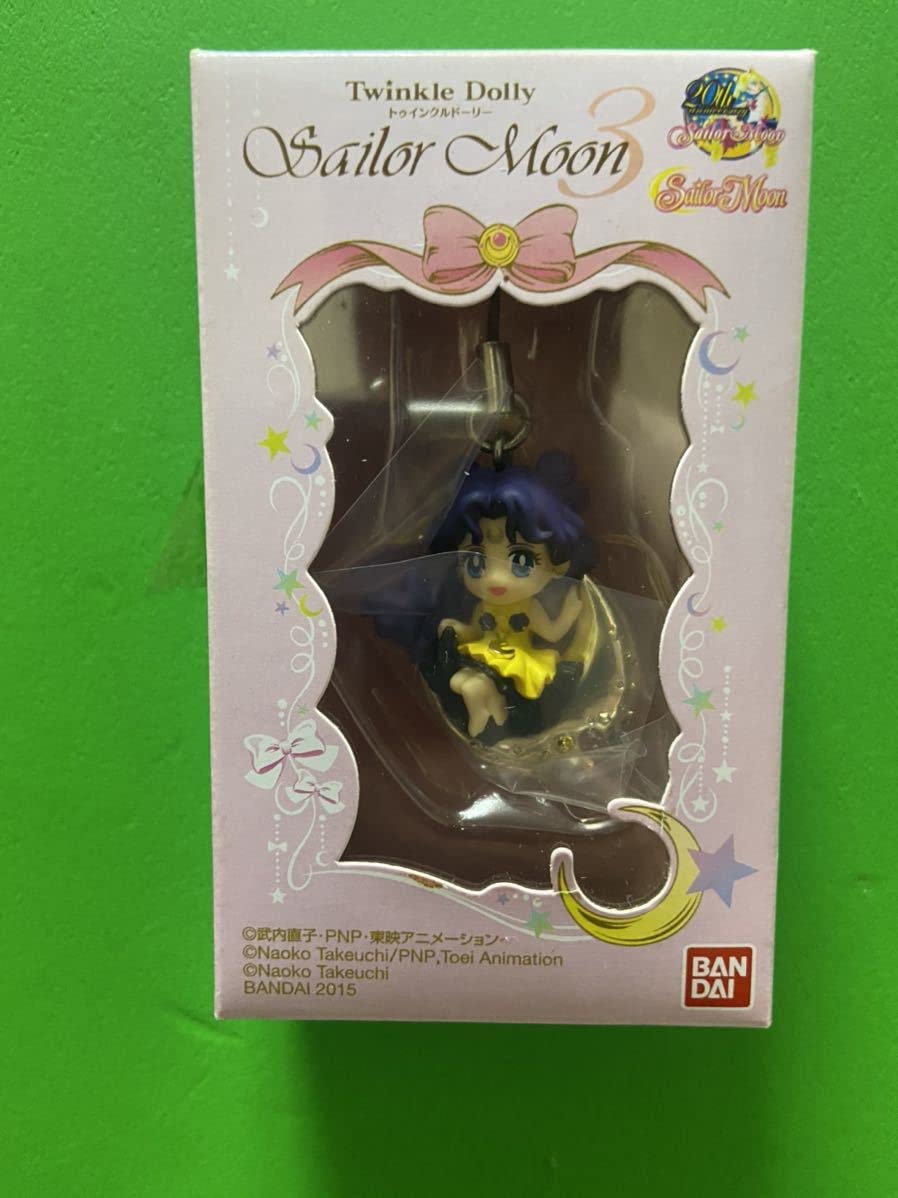 Twinkle Dolly
トゥインクルドーリー
Sailor Moon 3
20th
anniversary
Sailor Moon
Sailor Moon
©武内直子・PNP・東映アニメーション
©Naoko Takeuchi/PNP,Toei Animation
©Naoko Takeuchi
BANDAI 2015
BAN
DAI